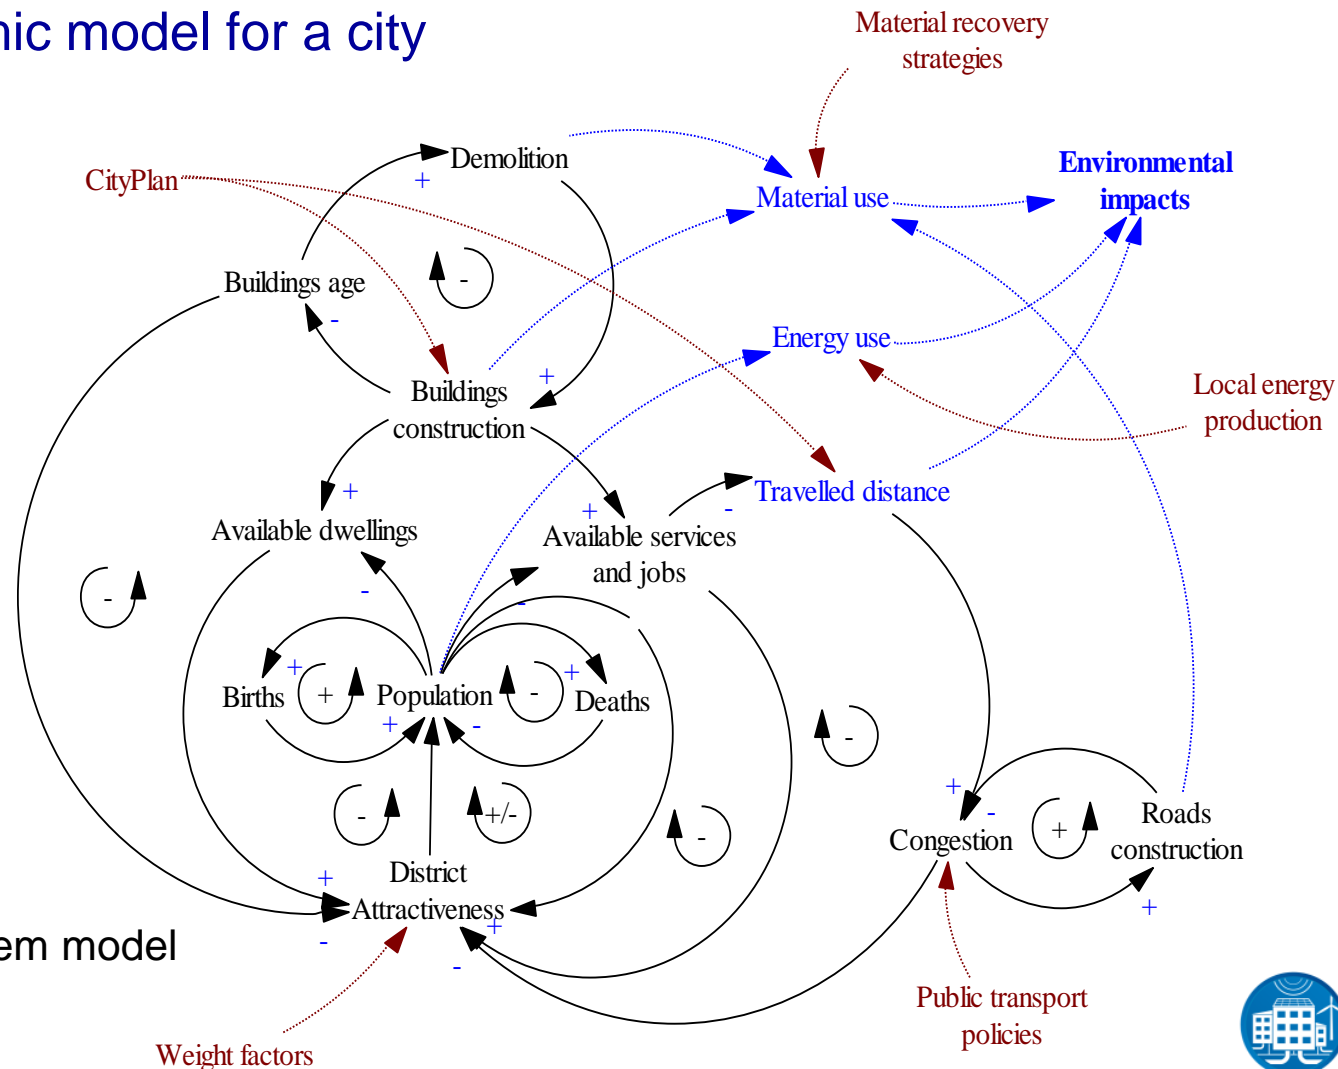 nic model for a city
Material recovery
strategies
Demolition
+
CityPlan
Environmental
impacts
Material use
Buildings age
-
-
Energy use
Buildings
construction
+
Local energy
production
+
Travelled distance
+
-
Available dwellings
Available services
and jobs
-
-
-
+
+
Births
+
Population
-
Deaths
+
-
-
+
-
Roads
construction
-
+/-
-
Congestion
+
District
Attractiveness
+
+
-
-
+
em model
Public transport
policies
Weight factors